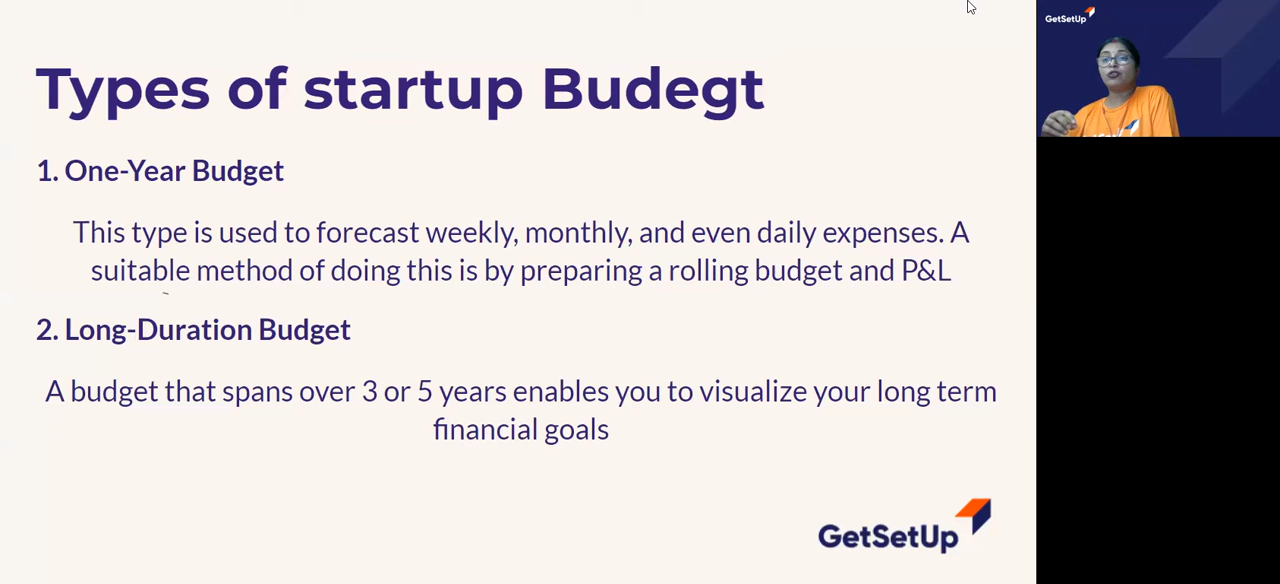 Types of startup Budegt
1. One-Year Budget
This type is used to forecast weekly, monthly, and even daily expenses. A
suitable method of doing this is by preparing a rolling budget and P&L
2. Long-Duration Budget
A budget that spans over 3 or 5 years enables you to visualize your long term
financial goals
GetSetUp
GetSetUp